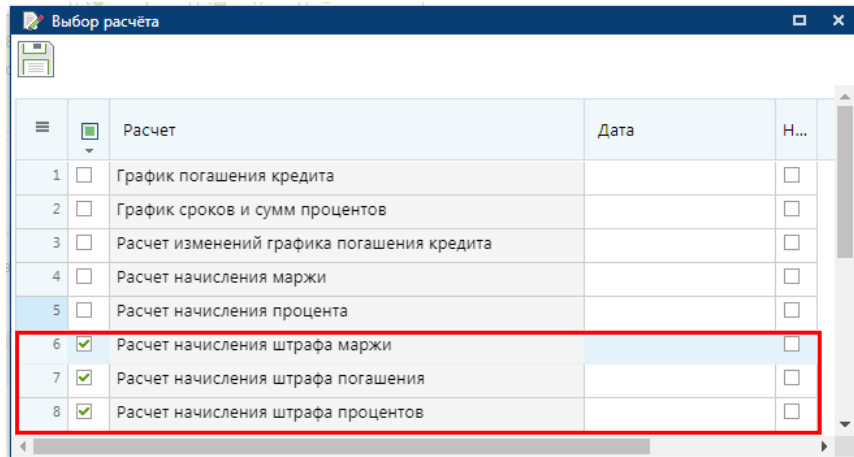 Выбор расчёта
Расчет Дата Н...
1 График погашения кредита
2 График сроков и сумм процентов
3 Расчет изменений графика погашения кредита
4 Расчет начисления маржи
5 Расчет начисления процента
6 Расчет начисления штрафа маржи
7 Расчет начисления штрафа погашения
8 Расчет начисления штрафа процентов